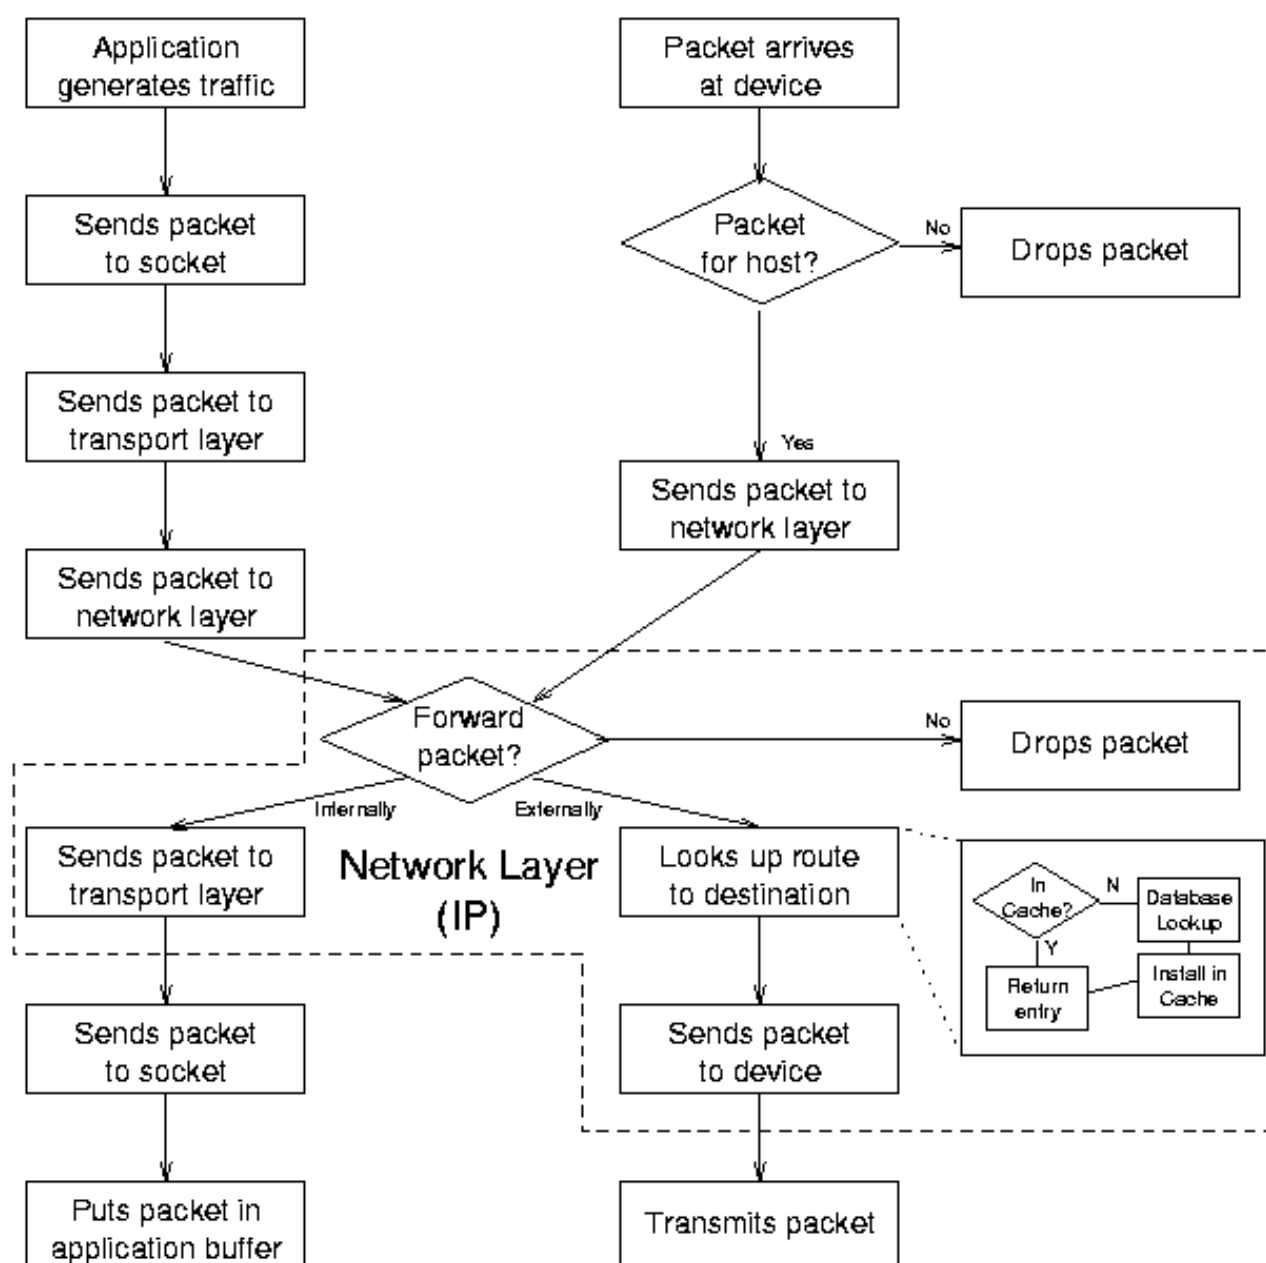 Application
generates traffic
Packet arrives
at device
Sends packet
to socket
Packet
for host?
No
Drops packet
Sends packet to
transport layer
Yes
Sends packet to
network layer
Sends packet to
network layer
Forward
packet?
No
Drops packet
Internally
Externally
Sends packet to
transport layer
Network Layer
(IP)
Looks up route
to destination
In
Cache?
N
Database
Lookup
Y
Return
entry
Install in
Cache
Sends packet
to socket
Sends packet
to device
Puts packet in
application buffer
Transmits packet